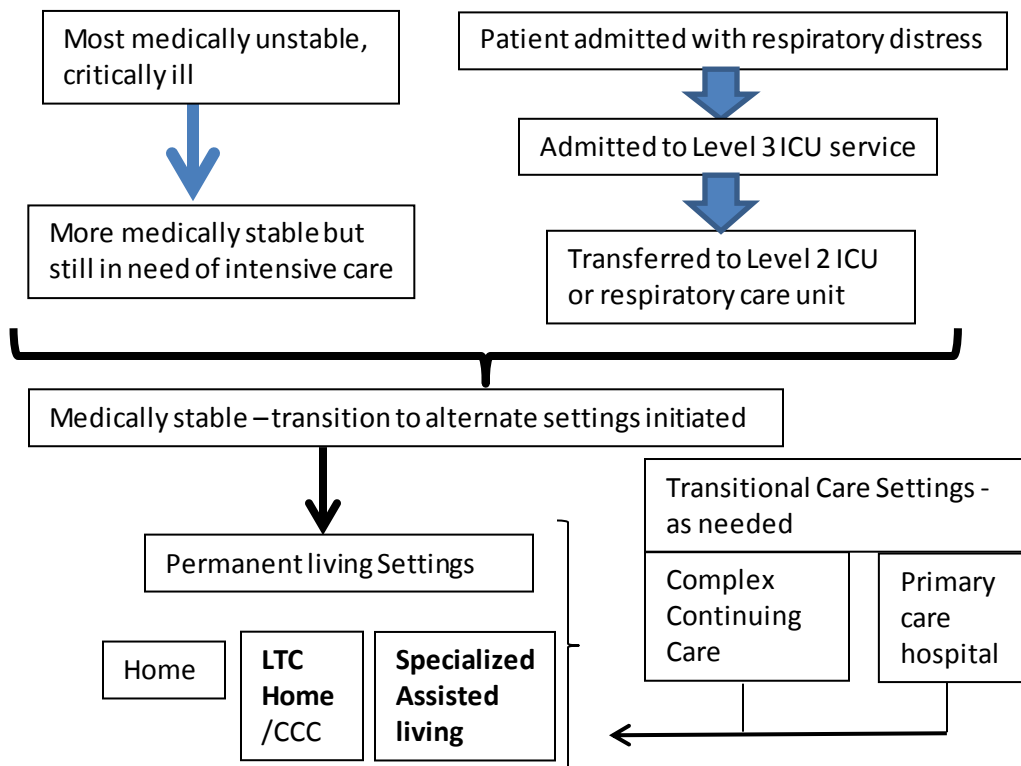 Most medically unstable,
critically ill
Patient admitted with respiratory distress
Admitted to Level 3 ICU service
More medically stable but
still in need of intensive care
Transferred to Level 2 ICU
or respiratory care unit
Medically stable – transition to alternate settings initiated
Transitional Care Settings -
as needed
Permanent living Settings
Complex
Continuing
Care
Primary
care
hospital
Home
LTC
Home
/CCC
Specialized
Assisted
living